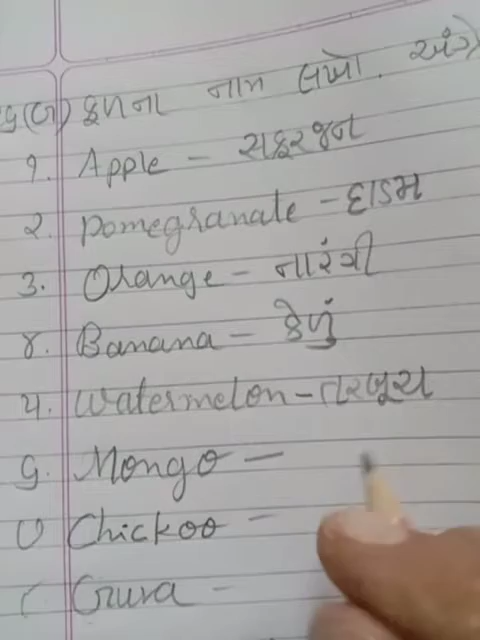 (બ) ફળના નામ લખો.
૧. Apple - સફરજન
૨. Pomegranate - દાડમ
૩. Orange - નારંગી
૪. Banana - કેળું
૫. Watermelon - તરબૂચ
૬. Mongo -
૭ Chickoo -
૮ Guva -